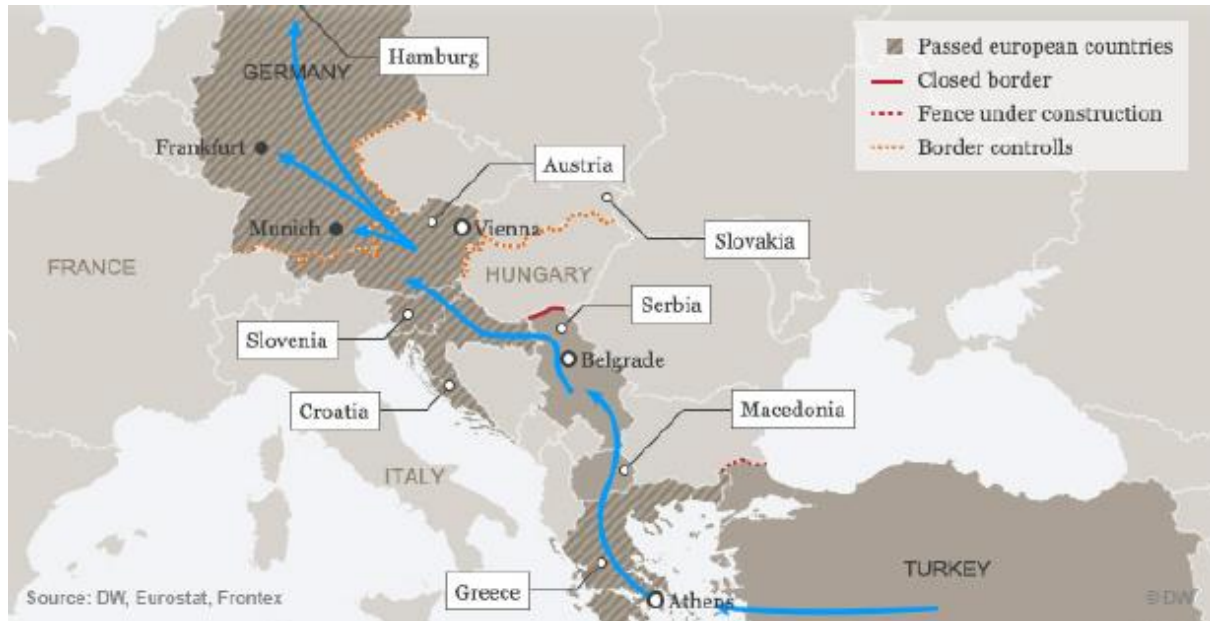 Hamburg
GERMANY
Frankfurt
Munich
Austria
Vienna
Slovakia
FRANCE
HUNGARY
Slovenia
Serbia
Belgrade
Croatia
Macedonia
ITALY
Greece
Athens
TURKEY
Passed european countries
Closed border
Fence under construction
Border controlls
Source: DW, Eurostat, Frontex
© DW